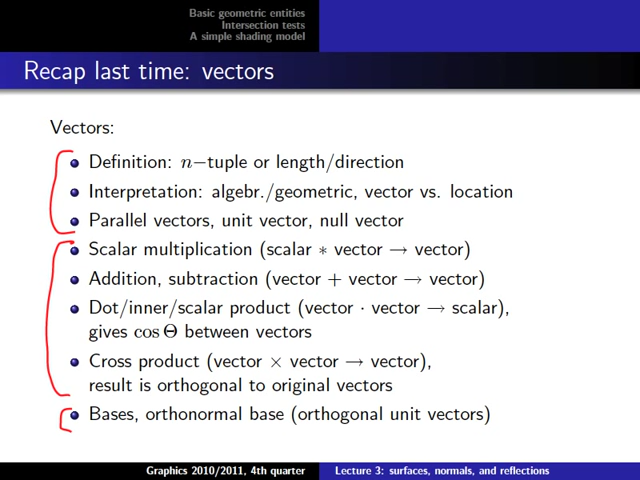 Basic geometric entities
Intersection tests
A simple shading model
Recap last time: vectors
Vectors:
Definition: n−tuple or length/direction
Interpretation: algebr./geometric, vector vs. location
Parallel vectors, unit vector, null vector
Scalar multiplication (scalar ∗ vector → vector)
Addition, subtraction (vector + vector → vector)
Dot/inner/scalar product (vector · vector → scalar),
gives cos Θ between vectors
Cross product (vector × vector → vector),
result is orthogonal to original vectors
Bases, orthonormal base (orthogonal unit vectors)
Graphics 2010/2011, 4th quarter
Lecture 3: surfaces, normals, and reflections